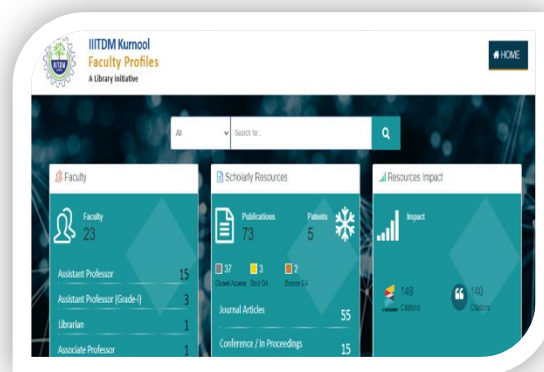 IIITDM Kurnool
Faculty Profiles
A Library initiative
HOME
All
Search for...
Faculty
Faculty
23
Assistant Professor 15
Assistant Professor (Grade-I) 3
Librarian 1
Associate Professor 1
Scholarly Resources
Publications
73
Patents
5
37
3
2
Closed Access Gold OA Bronze OA
Journal Articles 55
Conference / In Proceedings 15
Resources Impact
Impact
149
Citations
140
Citations